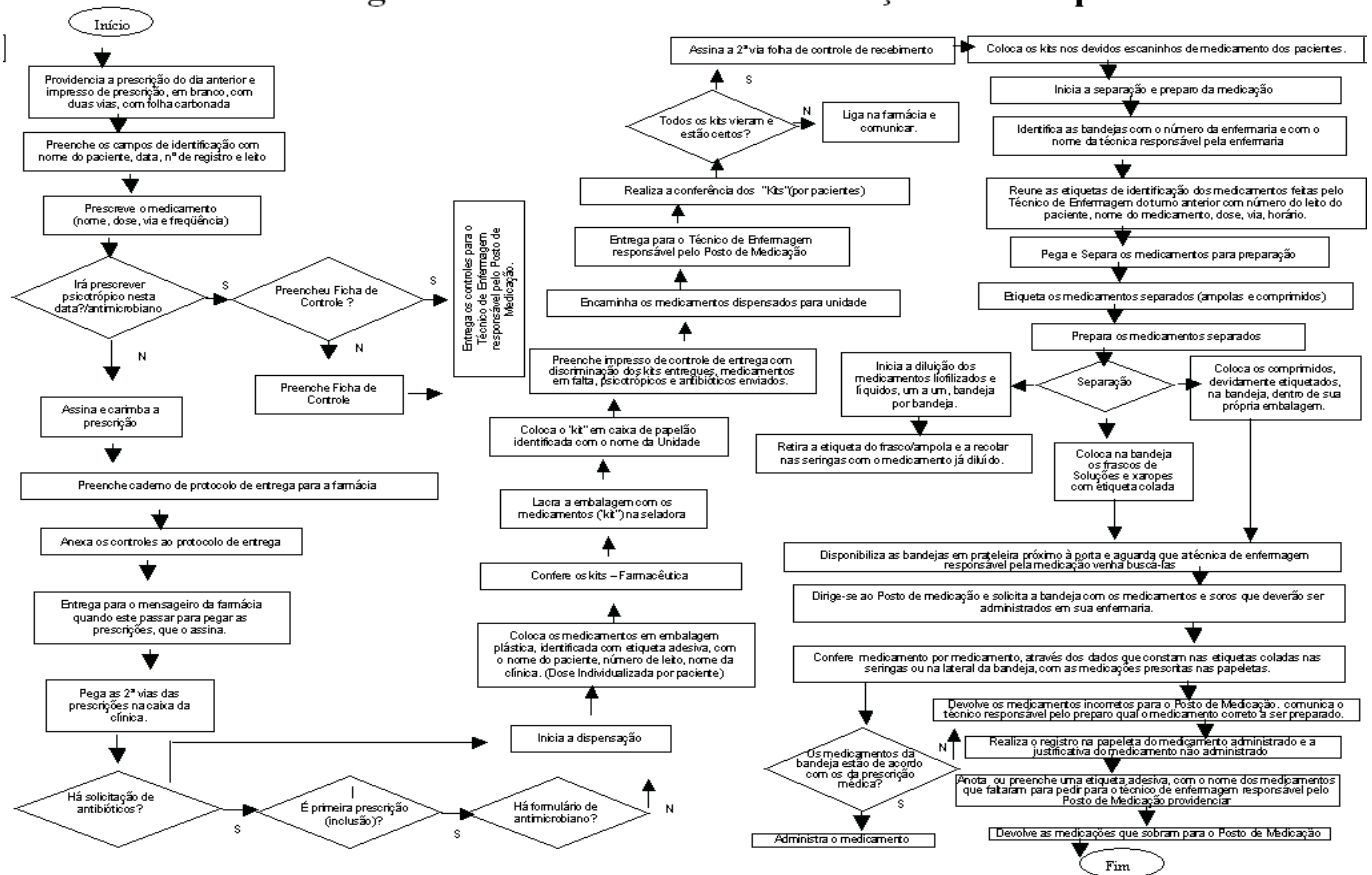 Início
Providencia a prescrição do dia anterior e
impresso de prescrição, em branco, com
duas vias, com folha carbonada
Preenche os campos de identificação com
nome do paciente, data, nº de registro e leito
Prescreve o medicamento
(nome, dose, via e freqüência)
Irá prescrever
psicotrópico nesta
data?/antimicrobiano
S
N
Preencheu Ficha de
Controle ?
S
N
Preenche Ficha de
Controle
Entrega os controles para o
Técnico de Enfermagem
responsável pelo Posto de
Medicação.
Assina e carimba a
prescrição
Preenche caderno de protocolo de entrega para a farmácia
Anexa os controles ao protocolo de entrega
Entrega para o mensageiro da farmácia
quando este passar para pegar as
prescrições, que o assina.
Pega as 2ª vias das
prescrições na caixa da
clínica.
Há solicitação de
antibióticos?
S
É primeira prescrição
(inclusão)?
S
Há formulário de
antimicrobiano?
N
Inicia a dispensação
Coloca os medicamentos em embalagem
plástica, identificada com etiqueta adesiva, com
o nome do paciente, número de leito, nome da
clínica. (Dose Individualizada por paciente)
Confere os kits – Farmacêutica
Lacra a embalagem com os
medicamentos ("kit") na seladora
Coloca o 'kit" em caixa de papelão
identificada com o nome da Unidade
Preenche impresso de controle de entrega com
discriminação dos kits entregues, medicamentos
em falta, psicotrópicos e antibióticos enviados.
Encaminha os medicamentos dispensados para unidade
Entrega para o Técnico de Enfermagem
responsável pelo Posto de Medicação
Realiza a conferência dos "Kits"(por pacientes)
Todos os kits vieram e
estão certos?
N
Liga na farmácia e
comunicar.
S
Assina a 2ª via folha de controle de recebimento
Coloca os kits nos devidos escaninhos de medicamento dos pacientes.
Inicia a separação e preparo da medicação
Identifica as bandejas com o número da enfermaria e com o
nome da técnica responsável pela enfermaria
Reune as etiquetas de identificação dos medicamentos feitas pelo
Técnico de Enfermagem do turno anterior com número do leito do
paciente, nome do medicamento, dose, via, horário.
Pega e Separa os medicamentos para preparação
Etiqueta os medicamentos separados (ampolas e comprimidos)
Prepara os medicamentos separados
Separação
Inicia a diluição dos
medicamentos liofilizados e
líquidos, um a um, bandeja
por bandeja.
Retira a etiqueta do frasco/ampola e a recolar
nas seringas com o medicamento já diluído.
Coloca os comprimidos,
devidamente etiquetados,
na bandeja, dentro de sua
própria embalagem.
Coloca na bandeja
os frascos de
Soluções e xaropes
com etiqueta colada
Disponibiliza as bandejas em prateleira próximo à porta e aguarda que a técnica de enfermagem
responsável pela medicação venha buscá-las
Dirige-se ao Posto de medicação e solicita a bandeja com os medicamentos e soros que deverão ser
administrados em sua enfermaria.
Confere medicamento por medicamento, através dos dados que constam nas etiquetas coladas nas
seringas ou na lateral da bandeja, com as medicações prescritas nas papeletas.
Os medicamentos da
bandeja estão de acordo
com os da prescrição
médica?
N
S
Administra o medicamento
Devolve os medicamentos incorretos para o Posto de Medicação. comunica o
técnico responsável pelo preparo qual o medicamento correto a ser preparado.
Realiza o registro na papeleta do medicamento administrado e a
justificativa do medicamento não administrado
Anota ou preenche uma etiqueta adesiva, com o nome dos medicamentos
que faltaram para pedir para o técnico de enfermagem responsável pelo
Posto de Medicação providenciar
Devolve as medicações que sobram para o Posto de Medicação
Fim